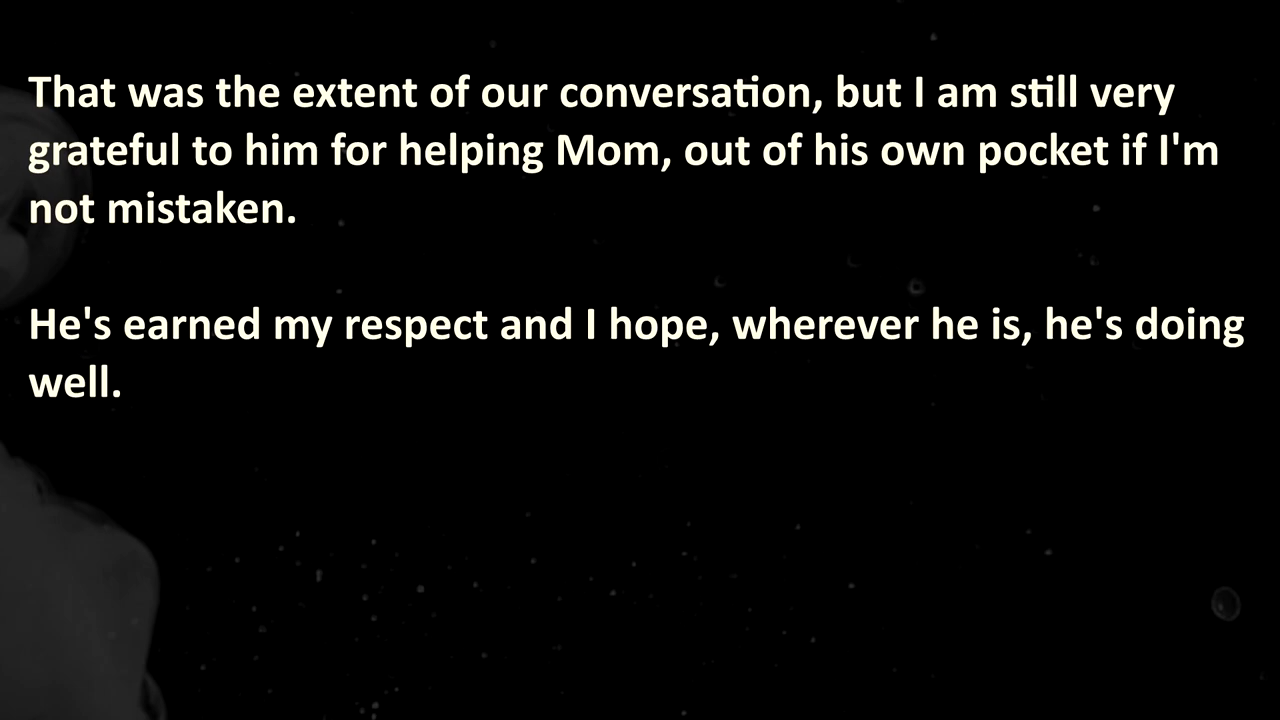 That was the extent of our conversation, but I am still very
grateful to him for helping Mom, out of his own pocket if I'm
not mistaken.
He's earned my respect and I hope, wherever he is, he's doing
well.